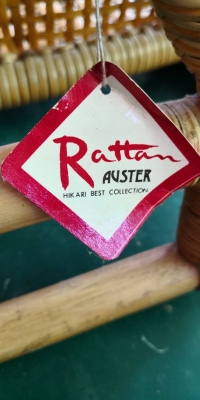 Rattan
AUSTER
HIKARI BEST COLLECTION